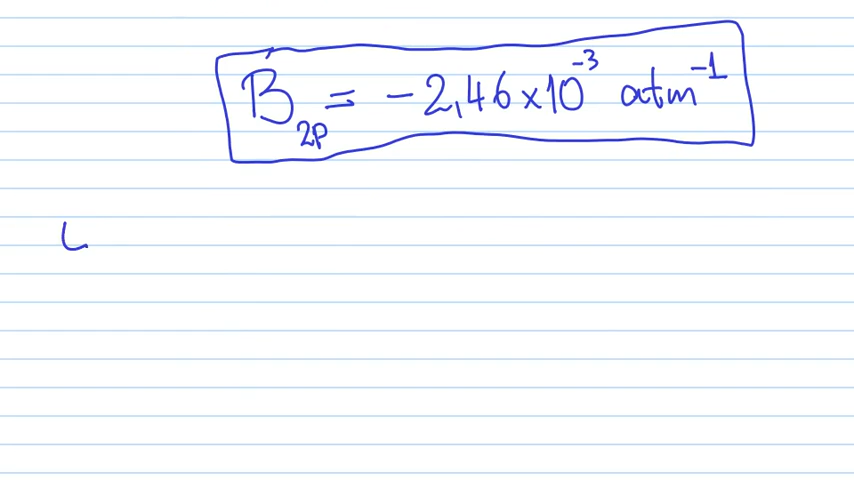 B₂ₚ = -2,46×10⁻³ atm⁻¹